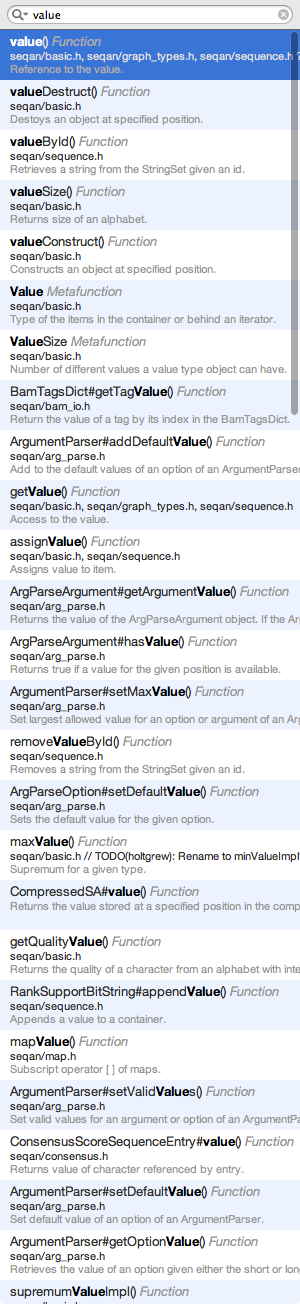 value
value() Function
seqan/basic.h, seqan/graph_types.h, seqan/sequence.h
Reference to the value.
valueDestruct() Function
seqan/basic.h
Destoys an object at specified position.
valueById() Function
seqan/sequence.h
Retrieves a string from the StringSet given an id.
valueSize() Function
seqan/basic.h
Returns size of an alphabet.
valueConstruct() Function
seqan/basic.h
Constructs an object at specified position.
Value Metafunction
seqan/basic.h
Type of the items in the container or behind an iterator.
ValueSize Metafunction
seqan/basic.h
Number of different values a value type object can have.
BamTagsDict#getTagValue() Function
seqan/bam_io.h
Return the value of a tag by its index in the BamTagsDict.
ArgumentParser#addDefaultValue() Function
seqan/arg_parse.h
Add to the default values of an option of an ArgumentParser
getValue() Function
seqan/basic.h, seqan/graph_types.h, seqan/sequence.h
Access to the value.
assignValue() Function
seqan/basic.h, seqan/sequence.h
Assigns value to item.
ArgParseArgument#getArgumentValue() Function
seqan/arg_parse.h
Returns the value of the ArgParseArgument object. If the Arg
ArgParseArgument#hasValue() Function
seqan/arg_parse.h
Returns true if a value for the given position is available.
ArgumentParser#setMaxValue() Function
seqan/arg_parse.h
Set largest allowed value for an option or argument of an Arg
removeValueById() Function
seqan/sequence.h
Removes a string from the StringSet given an id.
ArgParseOption#setDefaultValue() Function
seqan/arg_parse.h
Sets the default value for the given option.
maxValue() Function
seqan/basic.h // TODO(holtgrew): Rename to minValueImpl
Supremum for a given type.
CompressedSA#value() Function
Returns the value stored at a specified position in the comp
getQualityValue() Function
seqan/basic.h
Returns the quality of a character from an alphabet with inte
RankSupportBitString#appendValue() Function
seqan/sequence.h
Appends a value to a container.
mapValue() Function
seqan/map.h
Subscript operator [ ] of maps.
ArgumentParser#setValidValues() Function
seqan/arg_parse.h
Set valid values for an argument or option of an ArgumentPa
ConsensusScoreSequenceEntry#value() Function
seqan/consensus.h
Returns value of character referenced by entry.
ArgumentParser#setDefaultValue() Function
seqan/arg_parse.h
Set default value of an option of an ArgumentParser.
ArgumentParser#getOptionValue() Function
seqan/arg_parse.h
Retrieves the value of an option given either the short or long
supremumValueImpl() Function